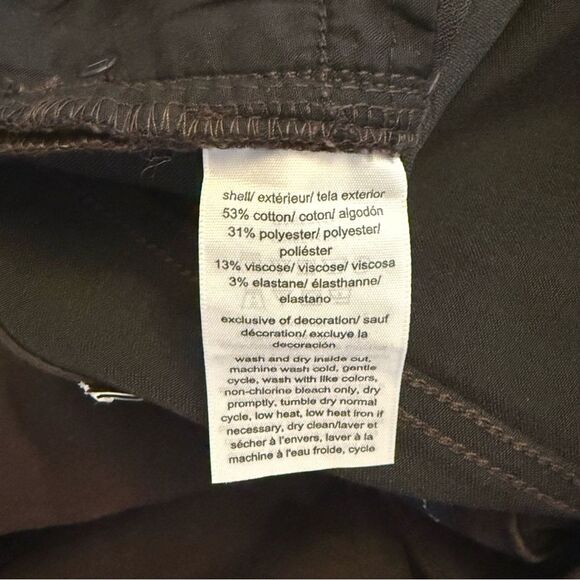 shell/ extérieur/ tela exterior
53% cotton/ coton/ algodón
31% polyester/ polyester/
poliéster
13% viscose/ viscose/ viscosa
3% elastane/ élasthanne/
elastano
exclusive of decoration/ sauf
décoration/ excluye la
decoración
wash and dry inside out,
machine wash cold, gentle
cycle, wash with like colors,
non-chlorine bleach only, dry
promptly, tumble dry normal
cycle, low heat, low heat iron if
necessary, dry clean/laver et
sécher à l'envers, laver à la
machine à l'eau froide, cycle